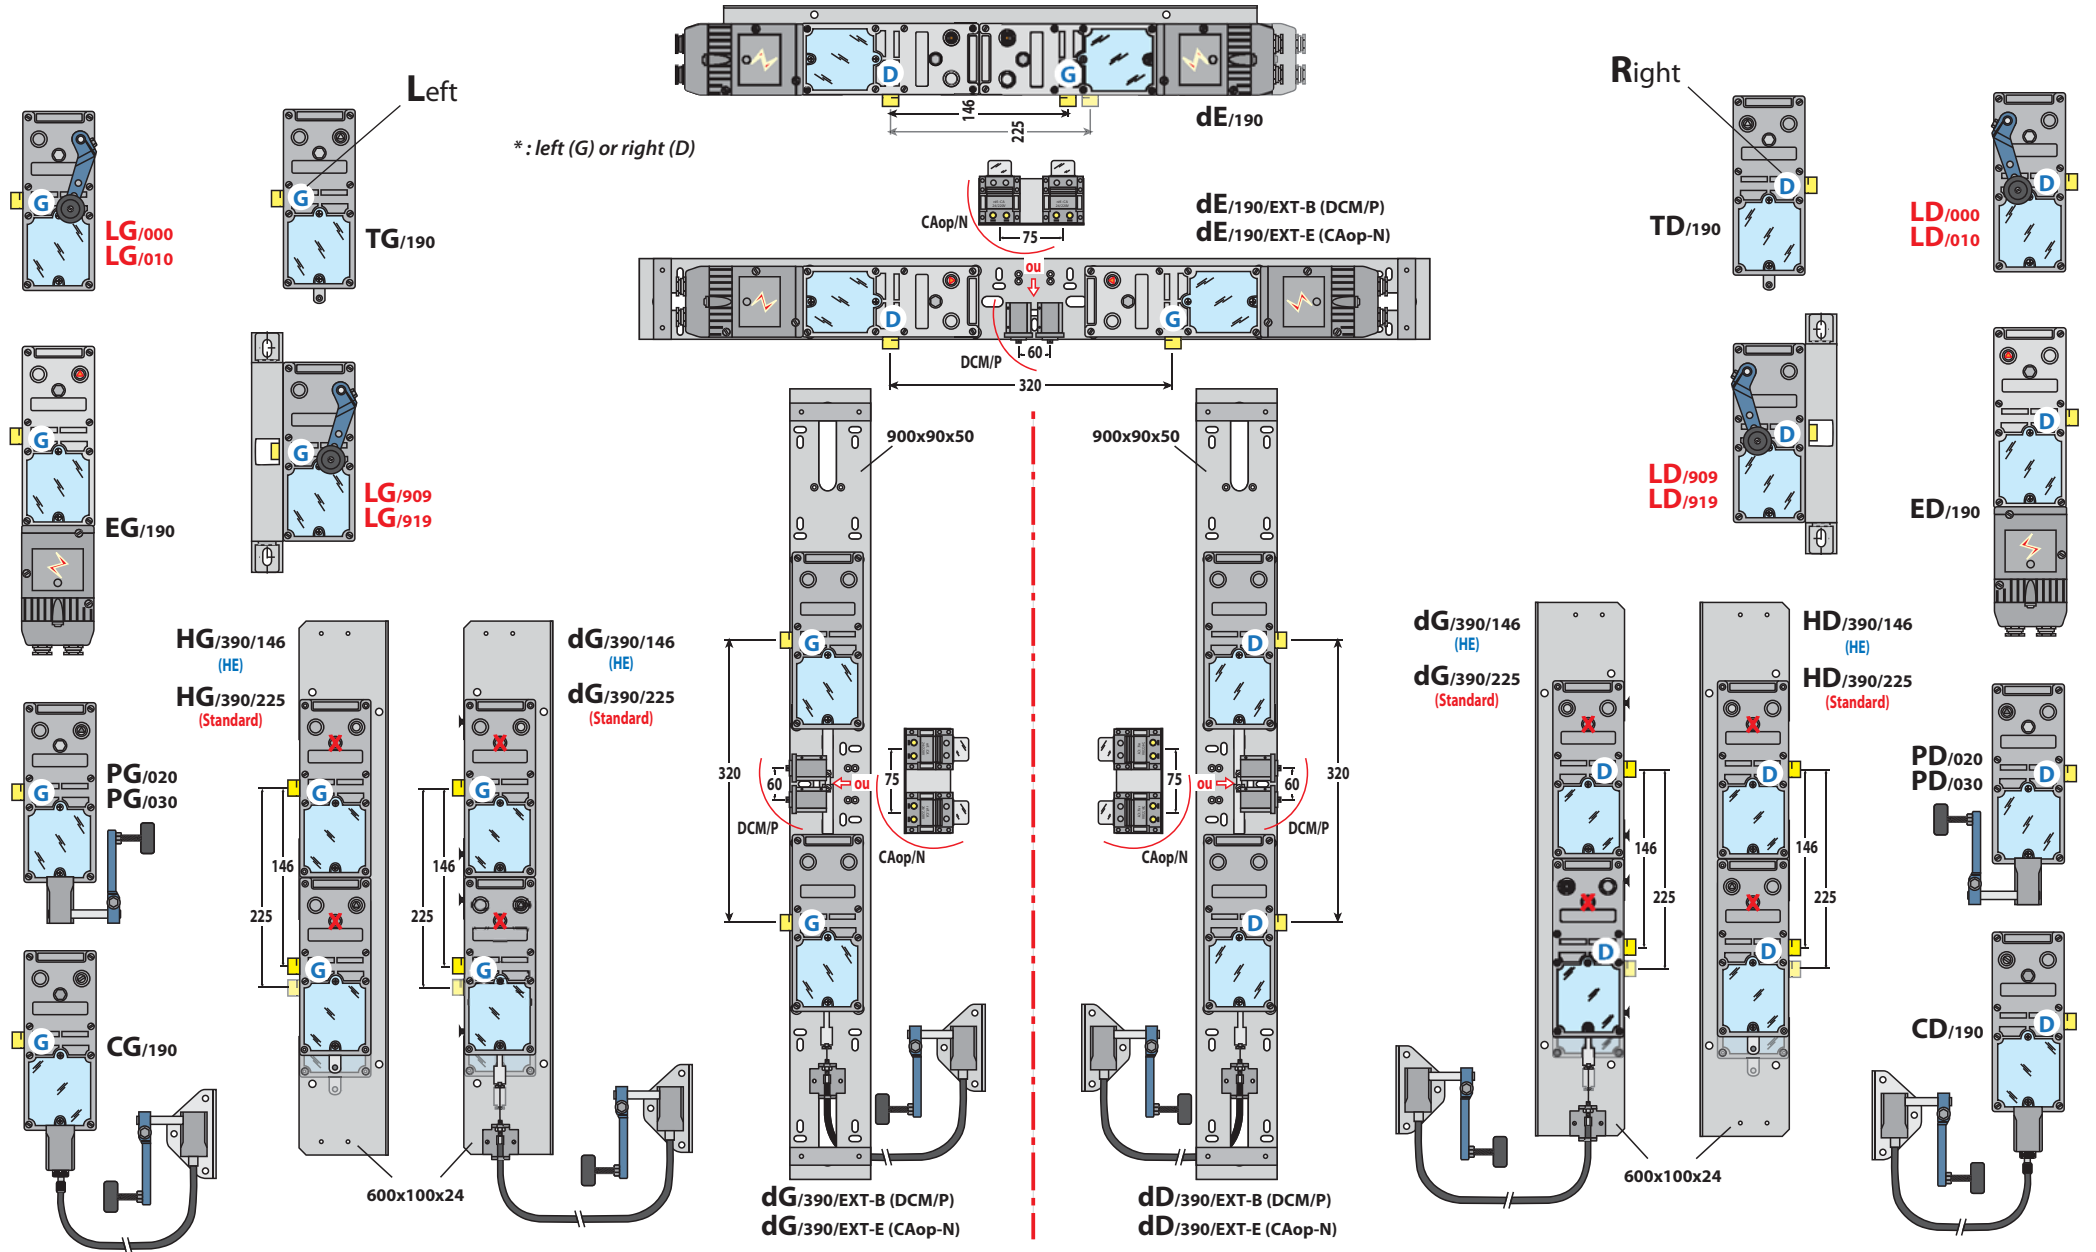 Left
Right
* : left (G) or right (D)
D
G
146
225
dE/190
CAop/N
75
dE/190/EXT-B (DCM/P)
dE/190/EXT-E (CAop-N)
ou
D
G
60
DCM/P
320
G
LG/000
LG/010
G
TG/190
D
TD/190
D
LD/000
LD/010
G
EG/190
G
LG/909
LG/919
900x90x50
900x90x50
D
LD/909
LD/919
D
ED/190
HG/390/146
(HE)
HG/390/225
(Standard)
dG/390/146
(HE)
dG/390/225
(Standard)
G
D
dG/390/146
(HE)
dG/390/225
(Standard)
HD/390/146
(HE)
HD/390/225
(Standard)
G
PG/020
PG/030
G
G
146
225
146
225
G
G
320
60
ou
75
DCM/P
CAop/N
G
75
ou
60
320
CAop/N
DCM/P
D
D
D
146
225
146
225
D
D
PD/020
PD/030
D
G
CG/190
D
CD/190
600x100x24
600x100x24
dG/390/EXT-B (DCM/P)
dG/390/EXT-E (CAop-N)
dD/390/EXT-B (DCM/P)
dD/390/EXT-E (CAop-N)